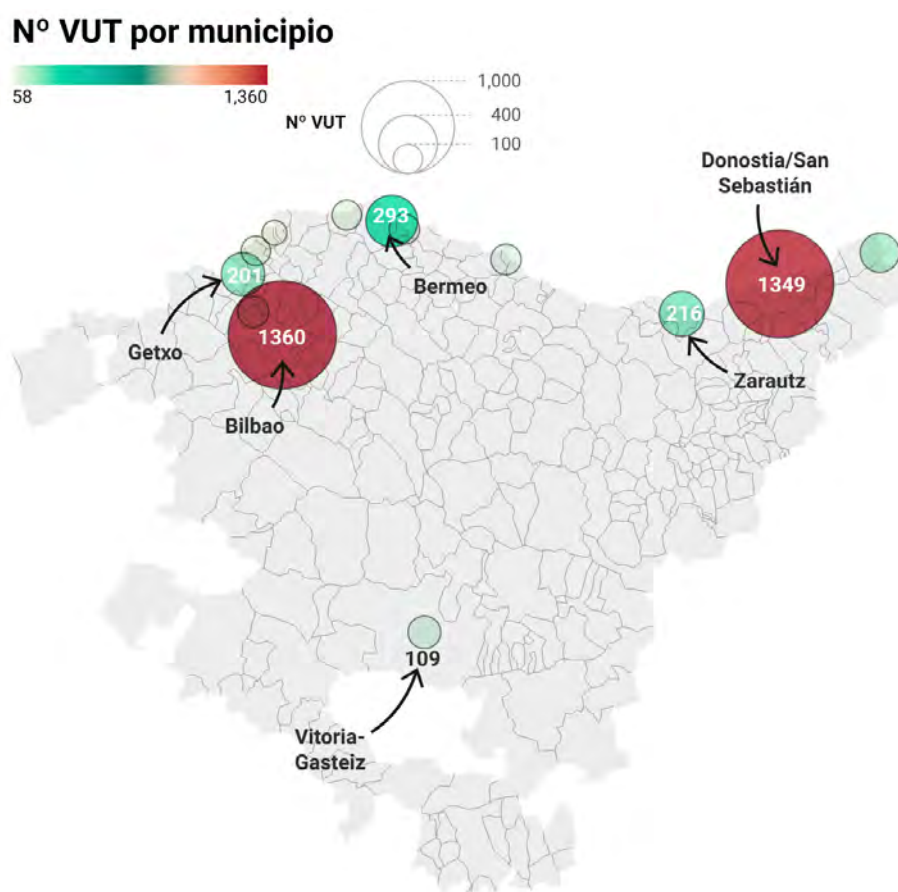 Nº VUT por municipio
58
1,360
Nº VUT
1,000
400
100
Donostia/San
Sebastián
293
Bermeo
201
Getxo
1349
216
Zarautz
1360
Bilbao
109
Vitoria-
Gasteiz